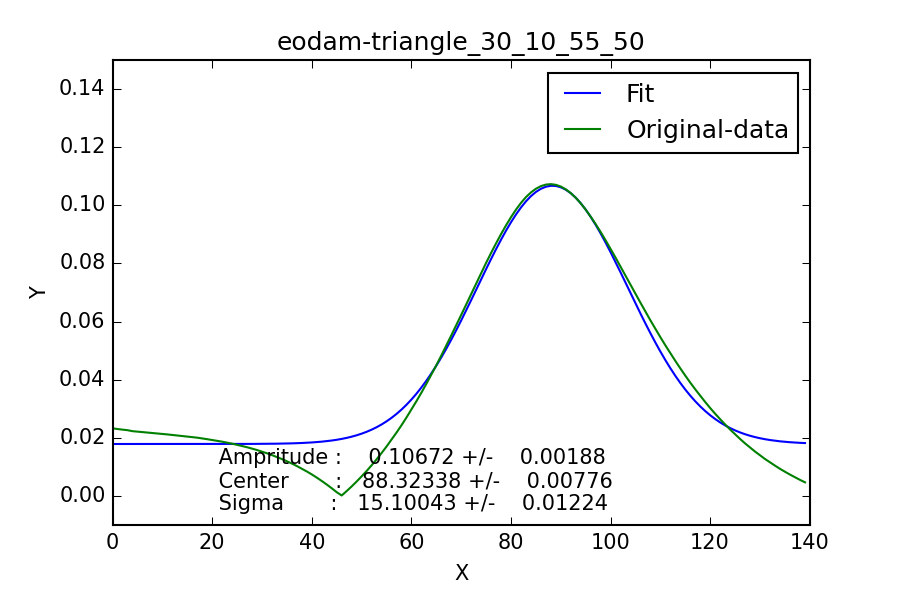 eodam-triangle_30_10_55_50
Fit
Original-data
0.14
0.12
0.10
0.08
0.06
0.04
0.02
0.00
Y
Amplitude : 0.10672 +/- 0.00188
Center : 88.32338 +/- 0.00776
Sigma : 15.10043 +/- 0.01224
0 20 40 60 80 100 120 140
X